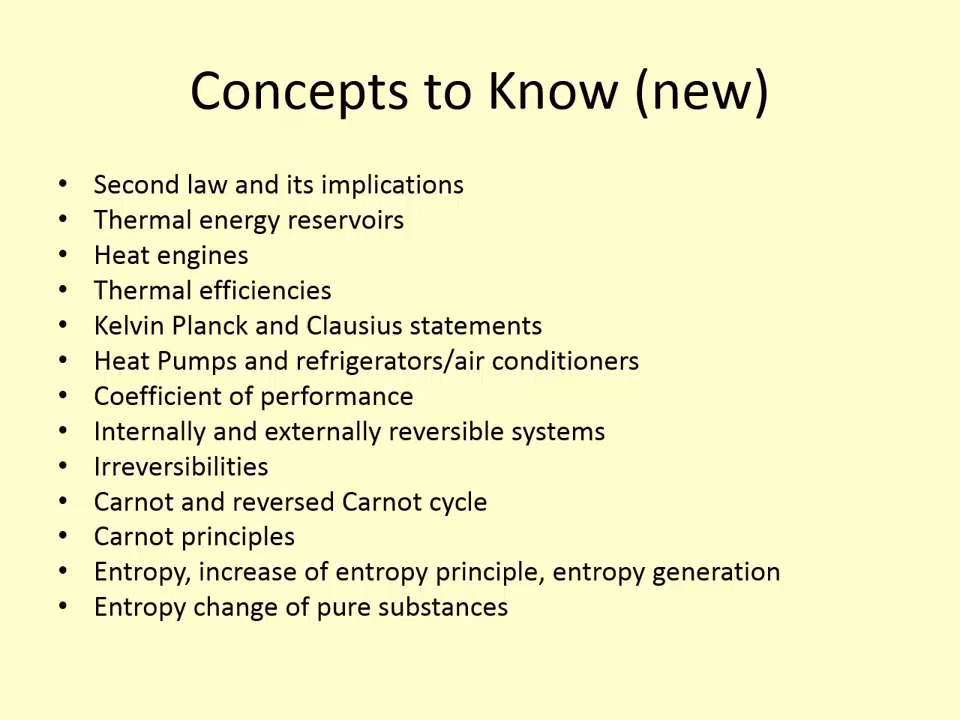 Concepts to Know (new)
• Second law and its implications
• Thermal energy reservoirs
• Heat engines
• Thermal efficiencies
• Kelvin Planck and Clausius statements
• Heat Pumps and refrigerators/air conditioners
• Coefficient of performance
• Internally and externally reversible systems
• Irreversibilities
• Carnot and reversed Carnot cycle
• Carnot principles
• Entropy, increase of entropy principle, entropy generation
• Entropy change of pure substances